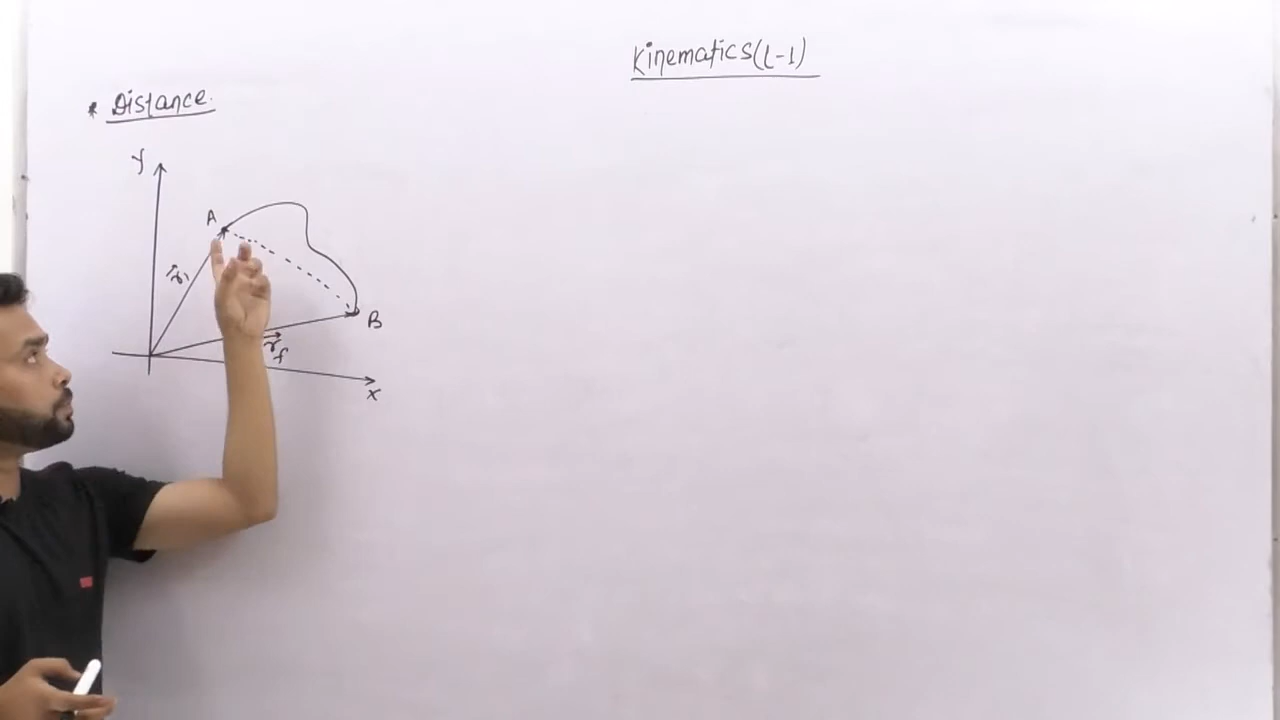 Kinematics(L-1)
* Distance.
y
A
r⃗i
B
r⃗f
x